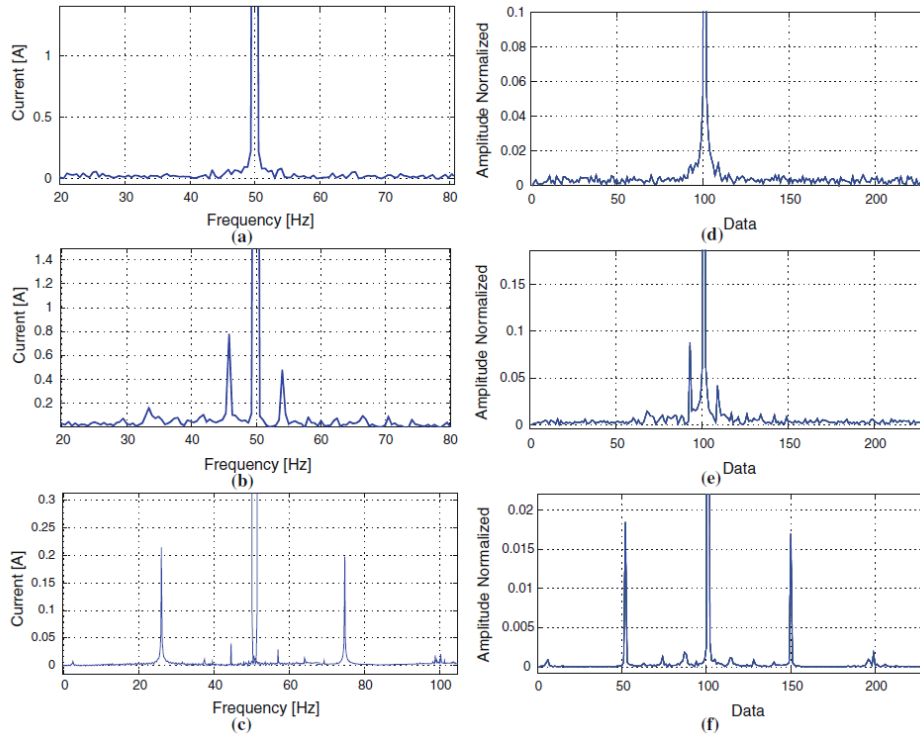 Current [A]
1
0.5
0
20 30 40 50 60 70 80
Frequency [Hz]
(a)
Amplitude Normalized
0.1
0.08
0.06
0.04
0.02
0
0 50 100 150 200
Data
(d)
Current [A]
1.4
1.2
1
0.8
0.6
0.4
0.2
20 30 40 50 60 70 80
Frequency [Hz]
(b)
Amplitude Normalized
0.15
0.1
0.05
0
0 50 100 150 200
Data
(e)
Current [A]
0.3
0.25
0.2
0.15
0.1
0.05
0
0 20 40 60 80 100
Frequency [Hz]
(c)
Amplitude Normalized
0.02
0.015
0.01
0.005
0
0 50 100 150 200
Data
(f)